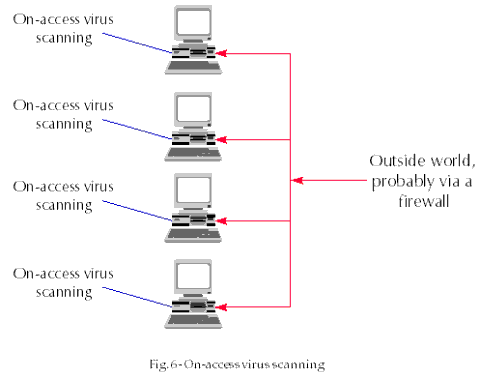 On-access virus
scanning
On-access virus
scanning
On-access virus
scanning
On-access virus
scanning
Outside world,
probably via a
firewall
Fig. 6 - On-access virus scanning